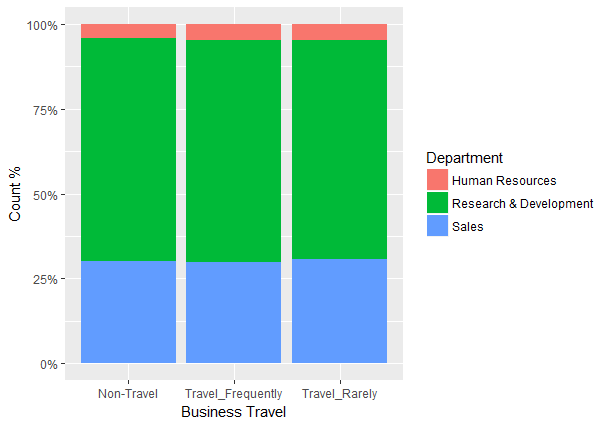 100%
75%
50%
25%
0%
Count %
Non-Travel
Travel_Frequently
Travel_Rarely
Business Travel
Department
Human Resources
Research & Development
Sales